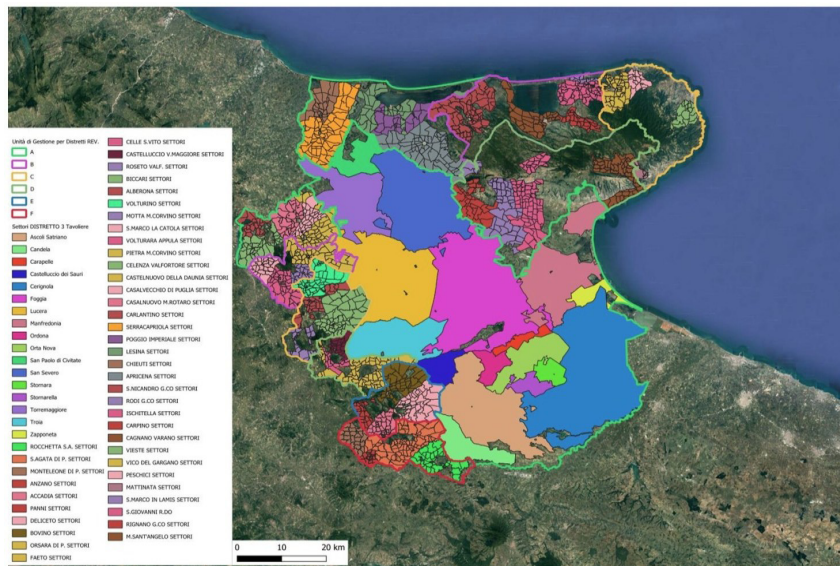 Unità di Gestione per Distretti REV.
A
B
C
D
E
F
Settori DISTRETTO 3 Tavoliere
Ascoli Satriano
Candela
Carapelle
Castelluccio dei Sauri
Cerignola
Foggia
Lucera
Manfredonia
Ordona
Orta Nova
San Paolo di Civitate
San Severo
Stornara
Stornarella
Torremaggiore
Troia
Zapponeta
ROCCHETTA S.A. SETTORI
S.AGATA DI P. SETTORI
MONTELEONE DI P. SETTORI
ANZANO SETTORI
ACCADIA SETTORI
PANNI SETTORI
DELICETO SETTORI
BOVINO SETTORI
ORSARA DI P. SETTORI
FAETO SETTORI
CELLE S.VITO SETTORI
CASTELLUCCIO V.MAGGIORE SETTORI
ROSETO VALF. SETTORI
BICCARI SETTORI
ALBERONA SETTORI
VOLTURINO SETTORI
MOTTA M.CORVINO SETTORI
S.MARCO LA CATOLA SETTORI
VOLTURARA APPULA SETTORI
PIETRA M.CORVINO SETTORI
CELENZA VALFORTORE SETTORI
CASTELNUOVO DELLA DAUNIA SETTORI
CASALVECCHIO DI PUGLIA SETTORI
CASALNUOVO M.ROTARO SETTORI
CARLANTINO SETTORI
SERRACAPRIOLA SETTORI
POGGIO IMPERIALE SETTORI
LESINA SETTORI
CHIEUTI SETTORI
APRICENA SETTORI
S.NICANDRO G.CO SETTORI
RODI G.CO SETTORI
ISCHITELLA SETTORI
CARPINO SETTORI
CAGNANO VARANO SETTORI
VIESTE SETTORI
VICO DEL GARGANO SETTORI
PESCHICI SETTORI
MATTINATA SETTORI
S.MARCO IN LAMIS SETTORI
S.GIOVANNI R.DO
RIGNANO G.CO SETTORI
M.SANT'ANGELO SETTORI
0 10 20 km